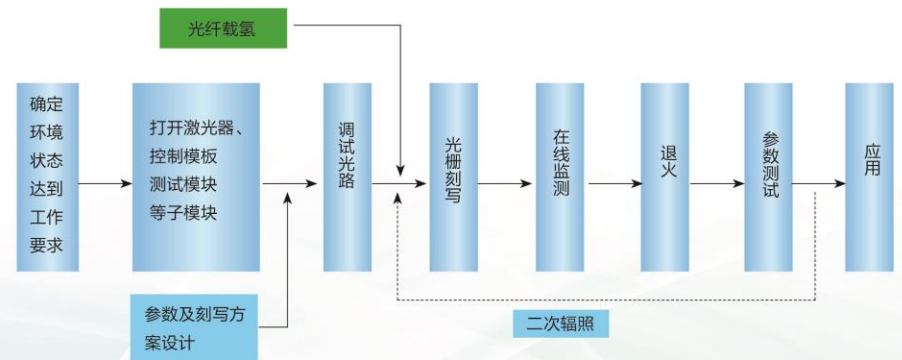 光纤载氢
确定
环境
状态
达到
工作
要求
打开激光器、
控制模板
测试模块
等子模块
调试光路
光栅刻写
在线监测
退火
参数测试
应用
参数及刻写方
案设计
二次辐照